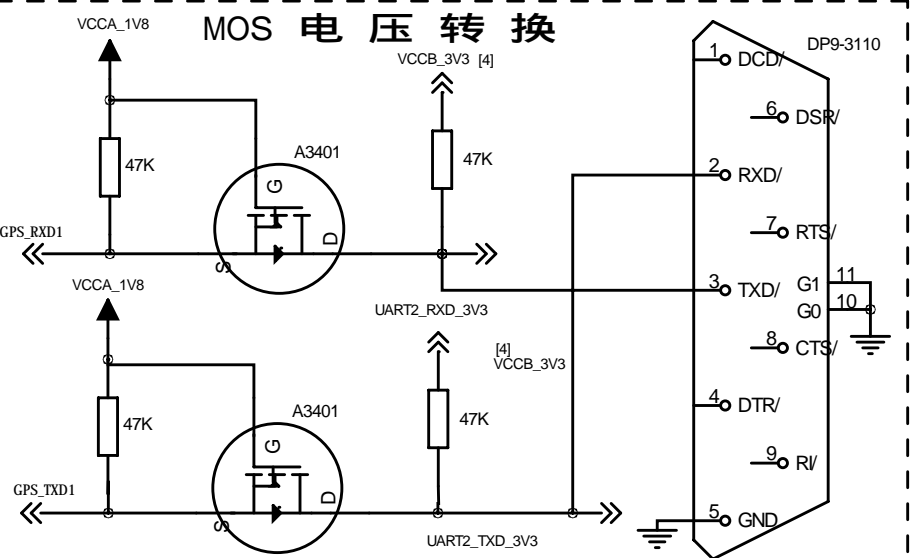 MOS 电 压 转 换
VCCA_1V8
VCCB_3V3 [4]
DP9-3110
1 DCD/
6 DSR/
47K
A3401
47K
G
S
D
2 RXD/
GPS_RXD1
7 RTS/
VCCA_1V8
UART2_RXD_3V3
3 TXD/
G1 11
G0 10
8 CTS/
[4]
VCCB_3V3
47K
A3401
47K
G
S
D
4 DTR/
9 RI/
GPS_TXD1
UART2_TXD_3V3
5 GND